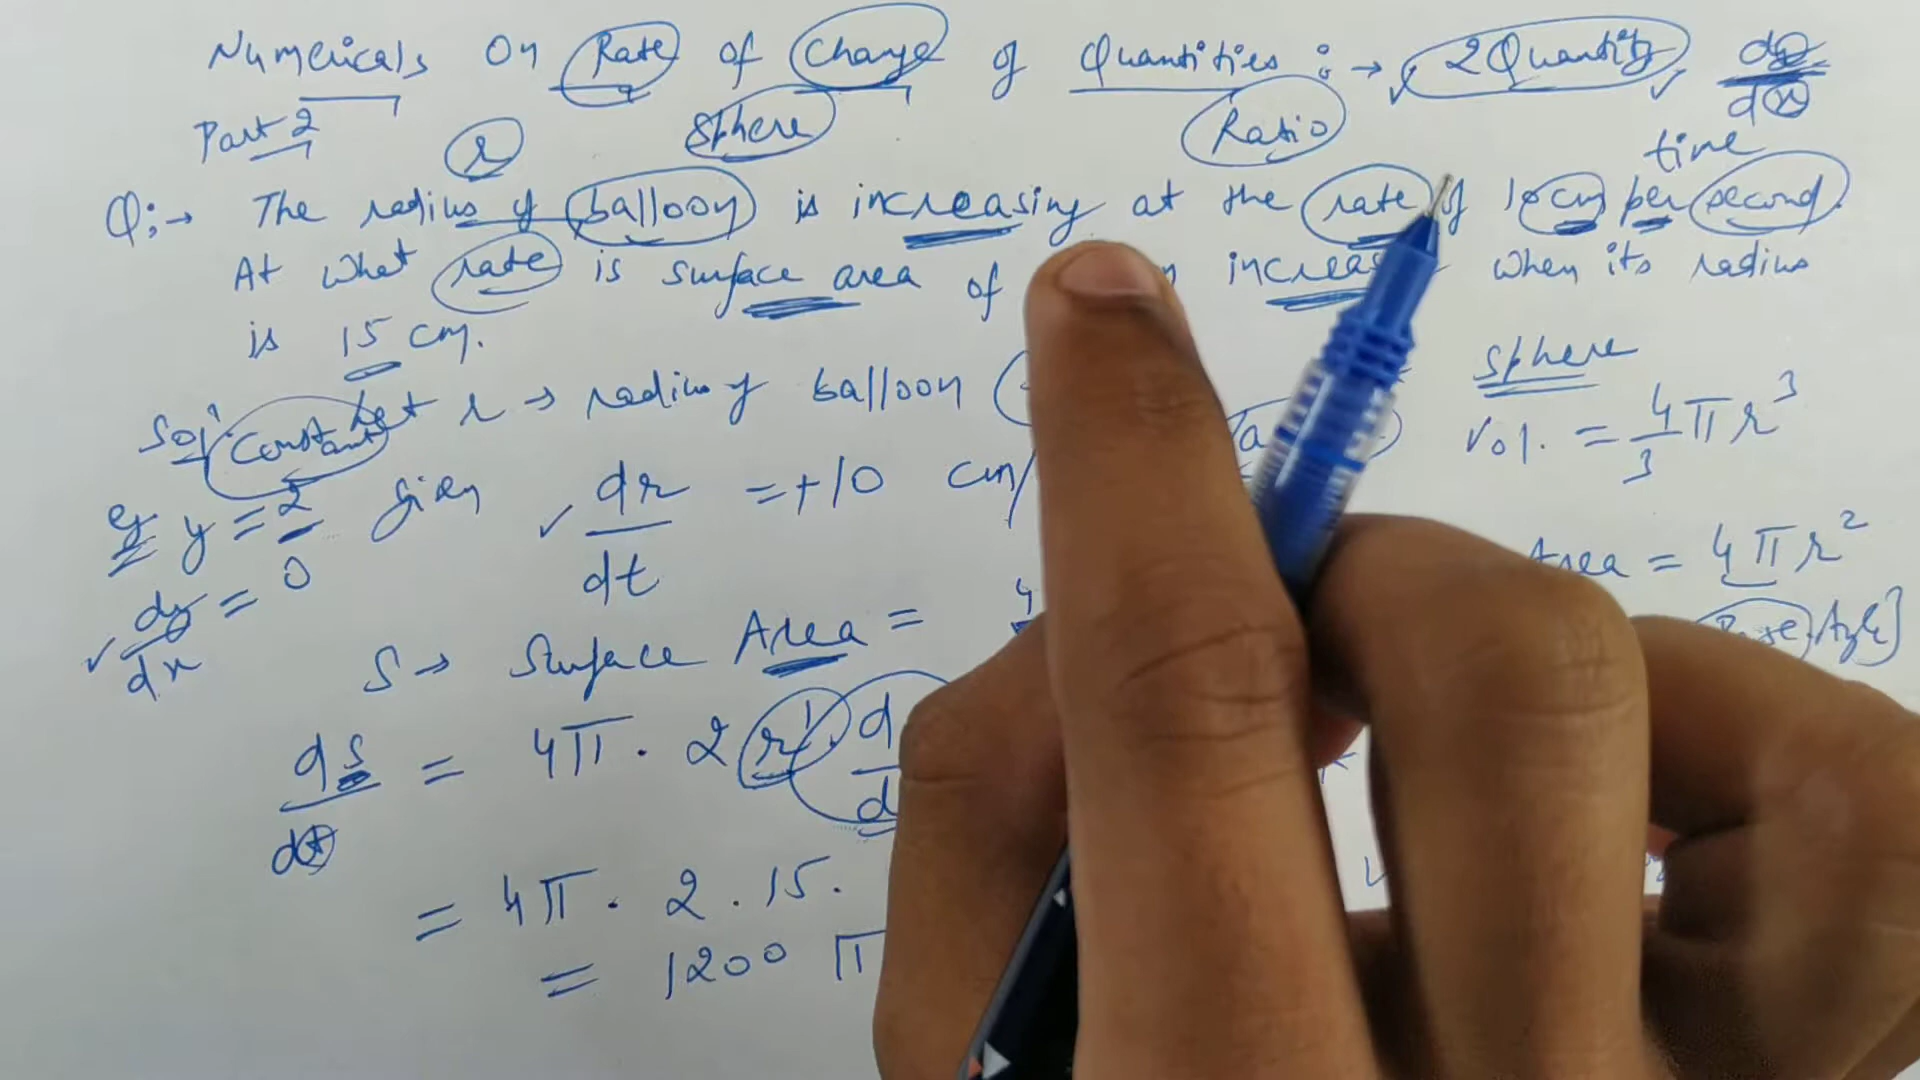 Numericals On Rate of Change of Quantities :→ 2 Quantity dy/dx
Part 2 r Sphere Ratio time
Q:→ The radius of balloon is increasing at the rate of 10 cm per second.
At what rate is surface area of increas when its radius
is 15 cm.
Sphere
Sol. Constant Let r → radius of balloon
Vol. = 4/3 πr³
eg y = 2 given dr/dt = +10 cm/
Area = 4πr²
dy/dx = 0
S → Surface Area = 4
dS/dt = 4π . 2 r¹ . d
= 4π . 2 . 15 .
= 1200 π